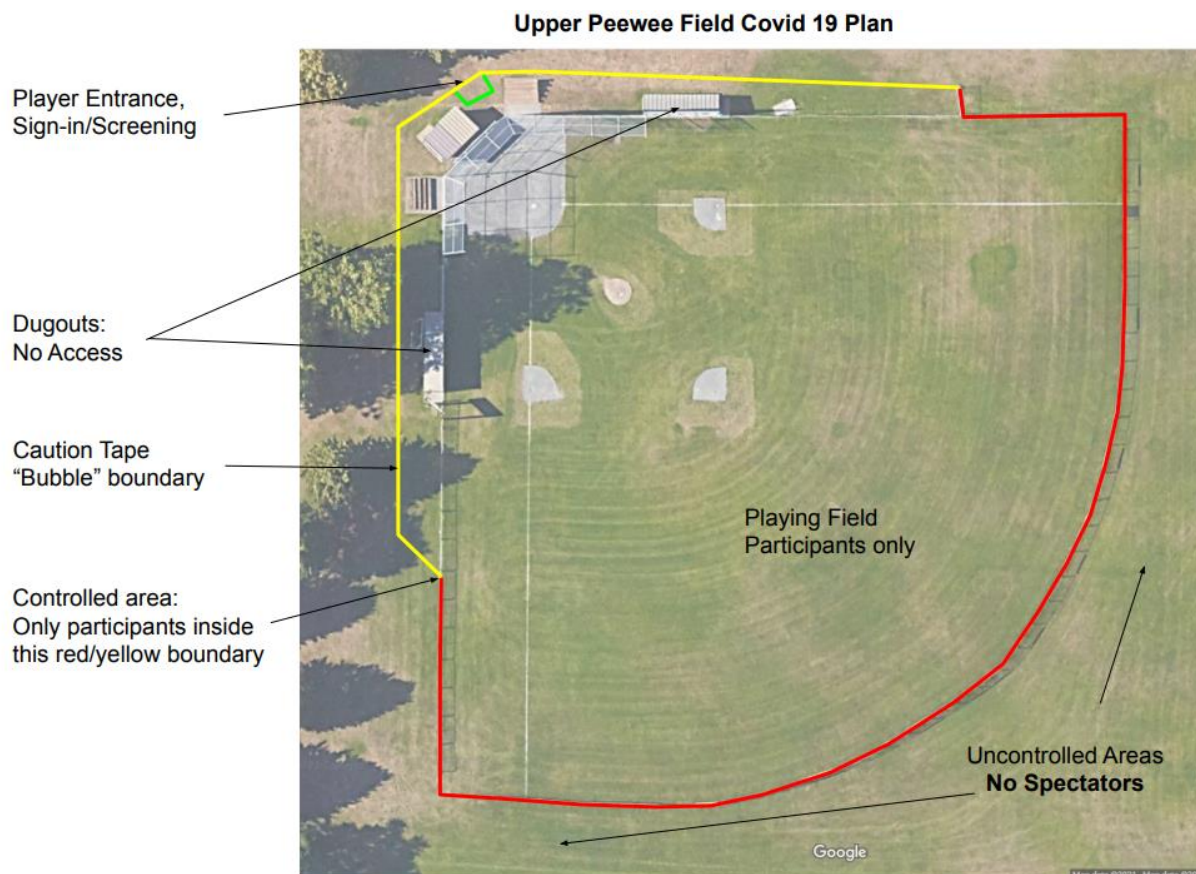 Upper Peewee Field Covid 19 Plan
Player Entrance,
Sign-in/Screening
Dugouts:
No Access
Caution Tape
“Bubble” boundary
Controlled area:
Only participants inside
this red/yellow boundary
Playing Field
Participants only
Uncontrolled Areas
No Spectators
Google